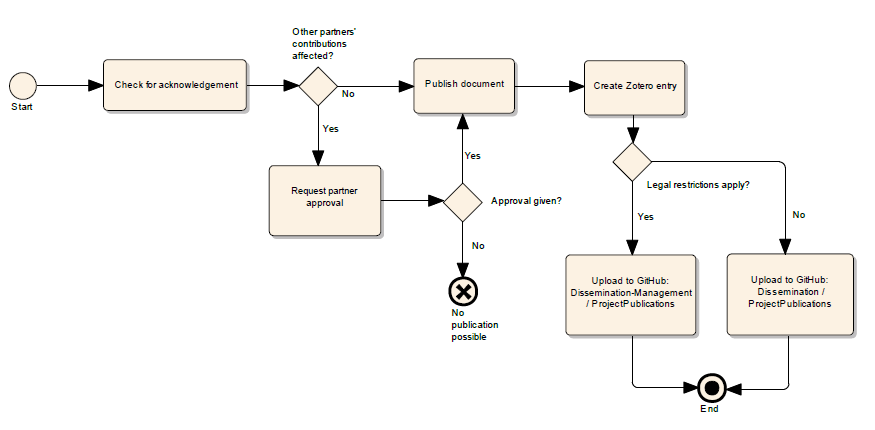 Other partners'
contributions
affected?
Start
Check for acknowledgement
No
Publish document
Create Zotero entry
Yes
Request partner
approval
Yes
Approval given?
No
No
publication
possible
Legal restrictions apply?
Yes
No
Upload to GitHub:
Dissemination-Management
/ ProjectPublications
Upload to GitHub:
Dissemination /
ProjectPublications
End